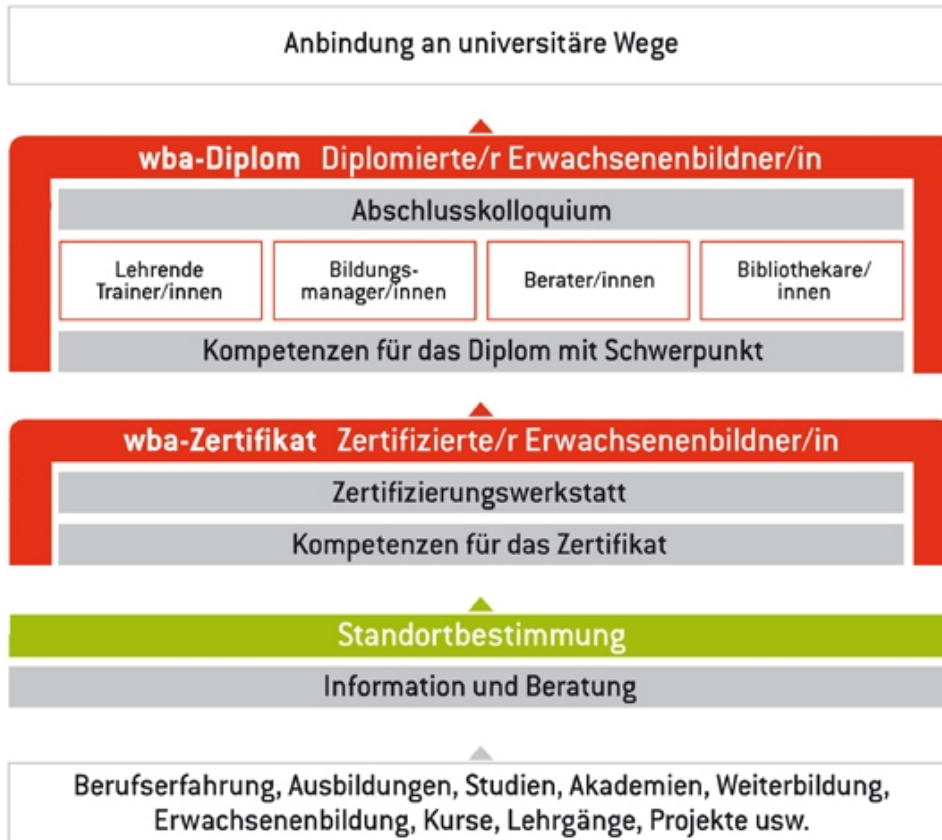 Anbindung an universitäre Wege
wba-Diplom Diplomierte/r Erwachsenenbildner/in
Abschlusskolloquium
Lehrende
Trainer/innen
Bildungs-
manager/innen
Berater/innen
Bibliothekare/
innen
Kompetenzen für das Diplom mit Schwerpunkt
wba-Zertifikat Zertifizierte/r Erwachsenenbildner/in
Zertifizierungswerkstatt
Kompetenzen für das Zertifikat
Standortbestimmung
Information und Beratung
Berufserfahrung, Ausbildungen, Studien, Akademien, Weiterbildung,
Erwachsenenbildung, Kurse, Lehrgänge, Projekte usw.